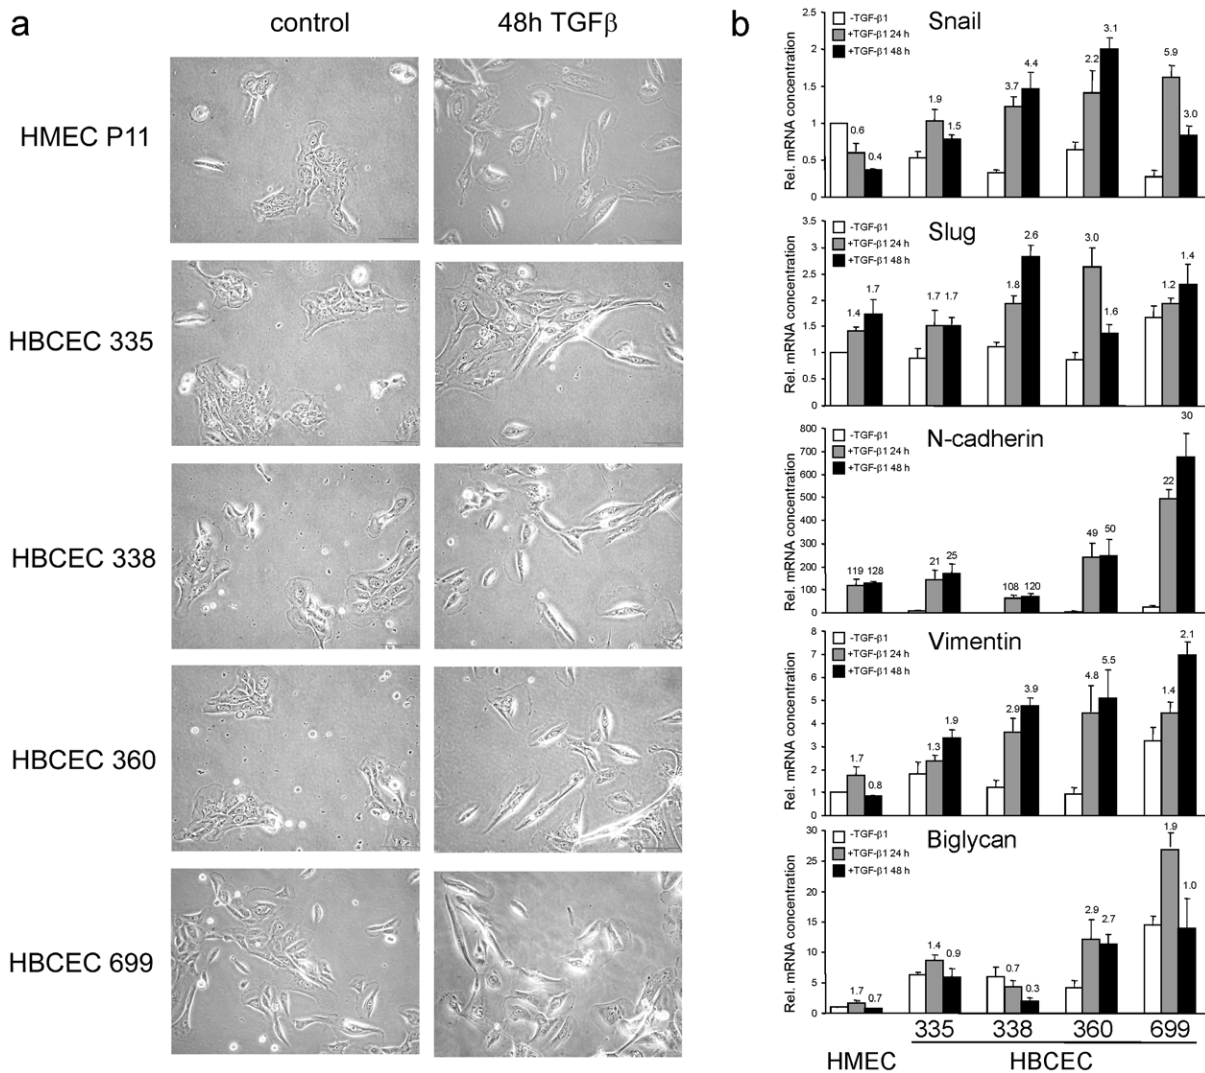 a
control
48h TGFβ
HMEC P11
HBCEC 335
HBCEC 338
HBCEC 360
HBCEC 699
b
Snail
-TGF-β1
+TGF-β1 24 h
+TGF-β1 48 h
Rel. mRNA concentration
2.5
2
1.5
1
0.5
0
0.6
0.4
1.9
1.5
3.7
4.4
2.2
3.1
5.9
3.0
Slug
-TGF-β1
+TGF-β1 24 h
+TGF-β1 48 h
Rel. mRNA concentration
3.5
3
2.5
2
1.5
1
0.5
0
1.4
1.7
1.7
1.7
1.8
2.6
3.0
1.6
1.2
1.4
N-cadherin
-TGF-β1
+TGF-β1 24 h
+TGF-β1 48 h
Rel. mRNA concentration
800
700
600
500
400
300
200
100
0
119
128
21
25
108
120
49
50
22
30
Vimentin
-TGF-β1
+TGF-β1 24 h
+TGF-β1 48 h
Rel. mRNA concentration
8
7
6
5
4
3
2
1
0
1.7
0.8
1.3
1.9
2.9
3.9
4.8
5.5
1.4
2.1
Biglycan
-TGF-β1
+TGF-β1 24 h
+TGF-β1 48 h
Rel. mRNA concentration
30
25
20
15
10
5
0
1.7
0.7
1.4
0.9
0.7
0.3
2.9
2.7
1.9
1.0
335
338
360
699
HMEC
HBCEC